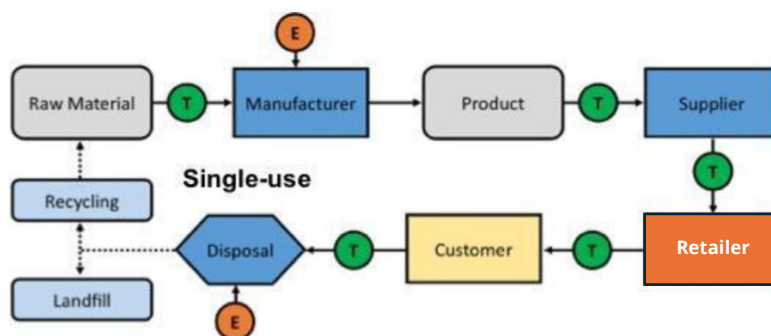 E
Raw Material
T
Manufacturer
Product
T
Supplier
T
Single-use
Recycling
Disposal
T
Customer
T
Retailer
Landfill
E